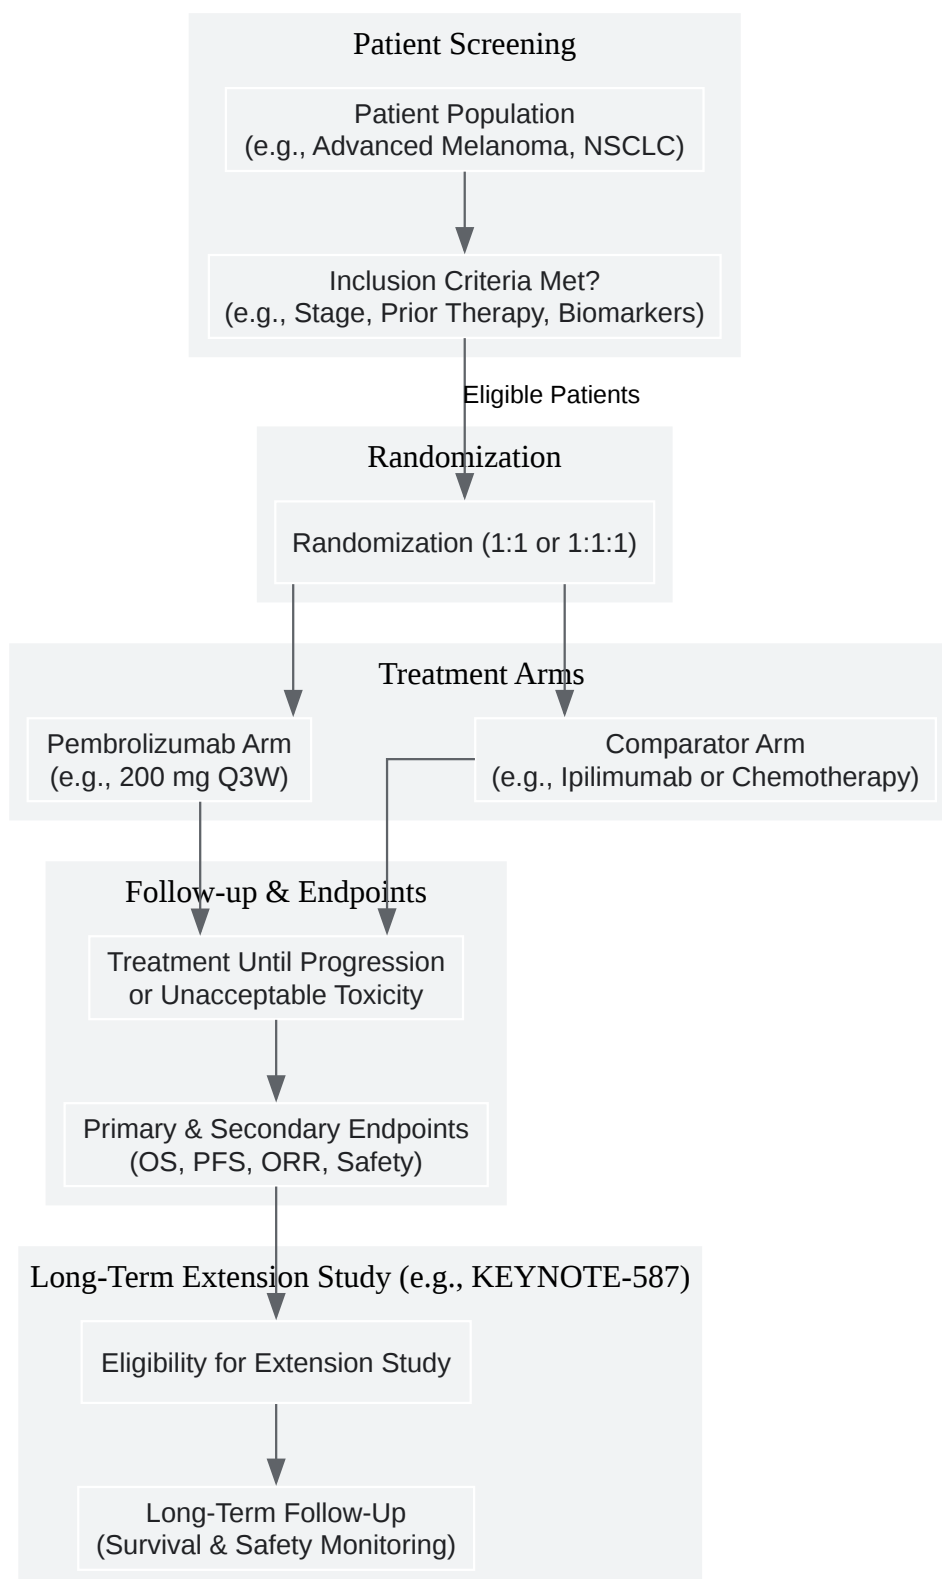 Patient Screening
Patient Population
(e.g., Advanced Melanoma, NSCLC)
Inclusion Criteria Met?
(e.g., Stage, Prior Therapy, Biomarkers)
Eligible Patients
Randomization
Randomization (1:1 or 1:1:1)
Treatment Arms
Pembrolizumab Arm
(e.g., 200 mg Q3W)
Comparator Arm
(e.g., Ipilimumab or Chemotherapy)
Follow-up & Endpoints
Treatment Until Progression
or Unacceptable Toxicity
Primary & Secondary Endpoints
(OS, PFS, ORR, Safety)
Long-Term Extension Study (e.g., KEYNOTE-587)
Eligibility for Extension Study
Long-Term Follow-Up
(Survival & Safety Monitoring)